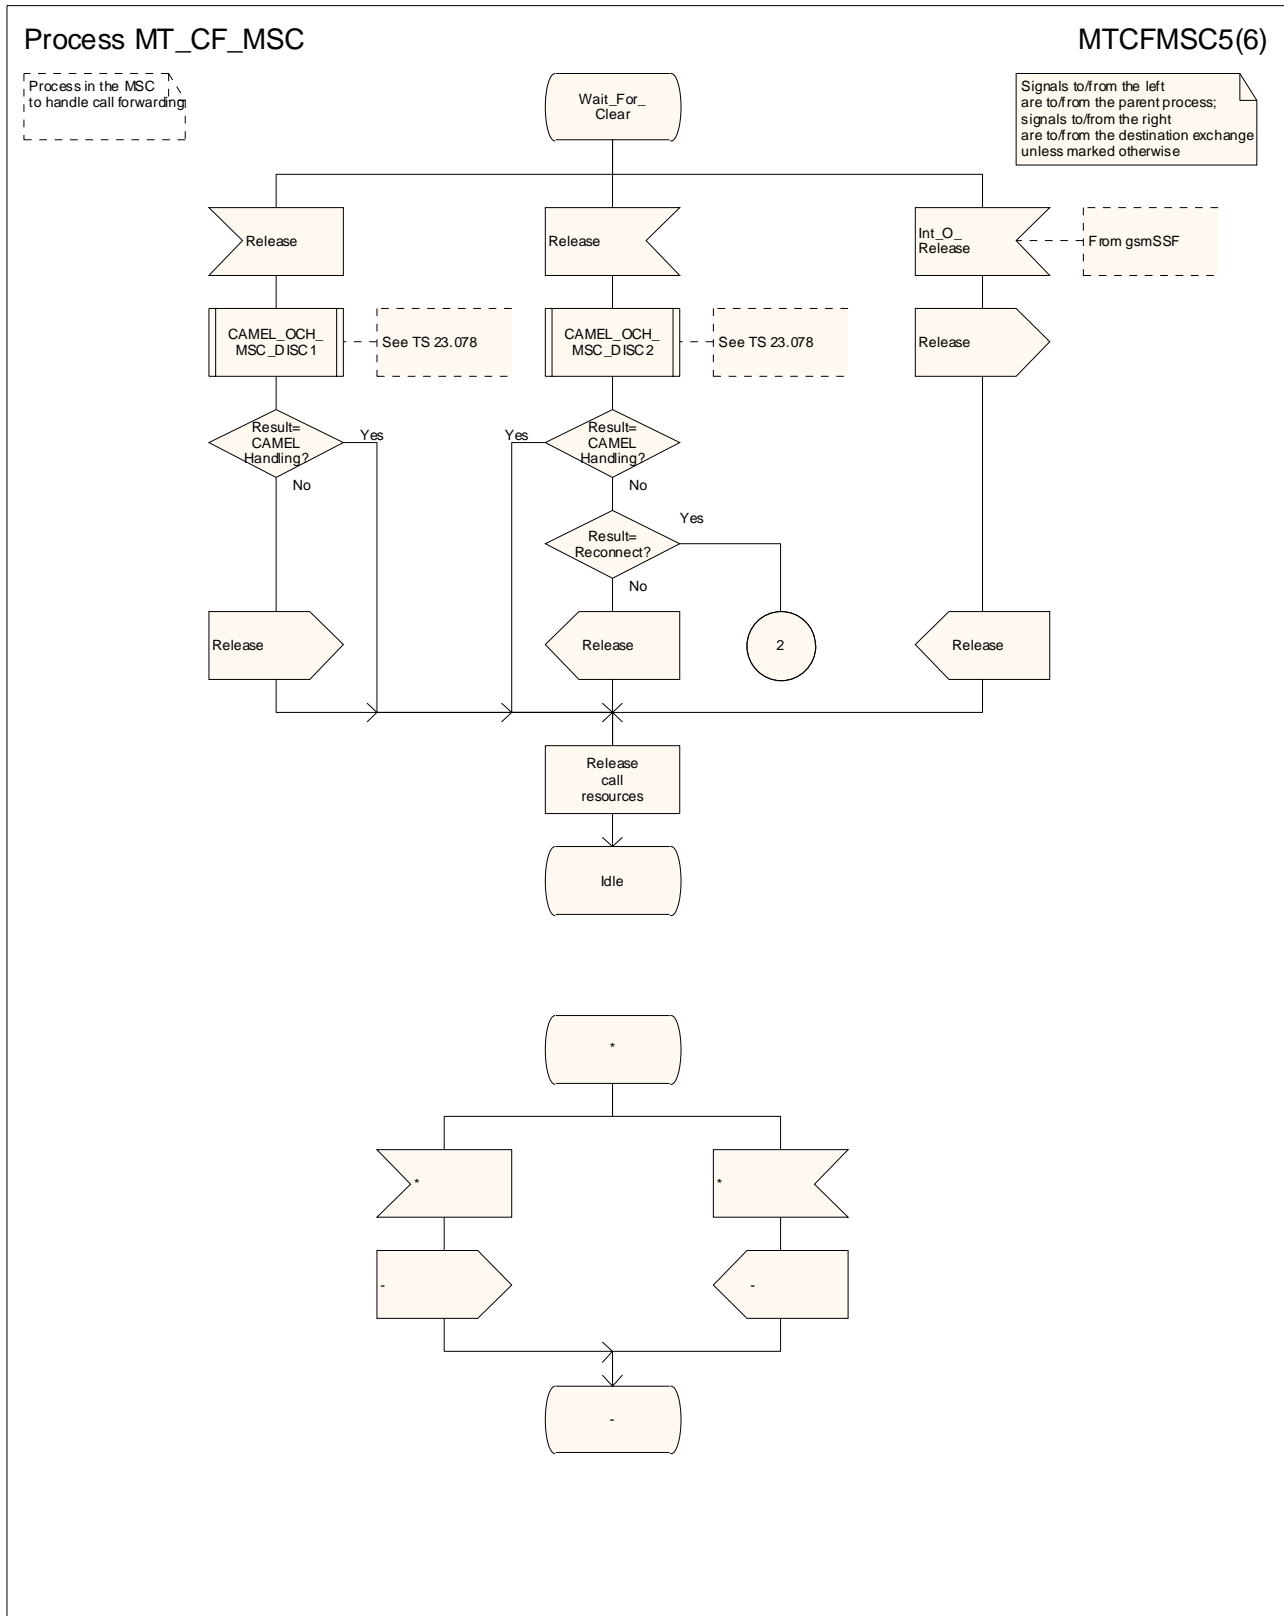 Process MT_CF_MSC
MTCFMSC5(6)
Process in the MSC
to handle call forwarding
Signals to/from the left
are to/from the parent process;
signals to/from the right
are to/from the destination exchange
unless marked otherwise
Wait_For_
Clear
Release
Release
Int_O_
Release
From gsmSSF
CAMEL_OCH_
MSC_DISC1
See TS 23.078
CAMEL_OCH_
MSC_DISC2
See TS 23.078
Release
Result=
CAMEL
Handling?
Yes
No
Yes
Result=
CAMEL
Handling?
No
Result=
Reconnect?
Yes
No
Release
Release
2
Release
Release
call
resources
Idle
*
*
*
-
-
-